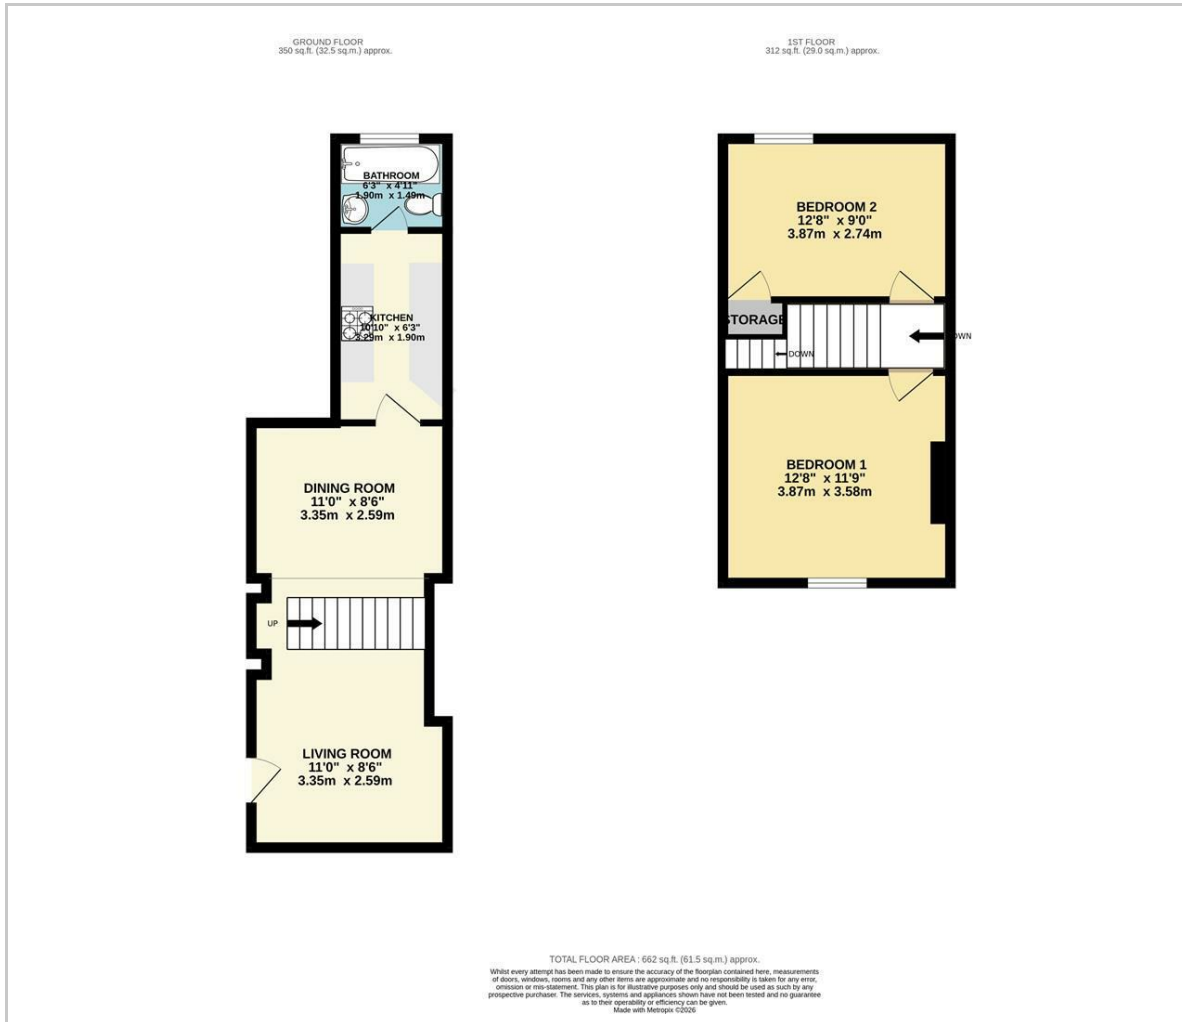 GROUND FLOOR
350 sq.ft. (32.5 sq.m.) approx.
BATHROOM
6'3" x 4'11"
1.90m x 1.49m
KITCHEN
10'10" x 6'3"
3.29m x 1.90m
DINING ROOM
11'0" x 8'6"
3.35m x 2.59m
UP
LIVING ROOM
11'0" x 8'6"
3.35m x 2.59m
1ST FLOOR
312 sq.ft. (29.0 sq.m.) approx.
BEDROOM 2
12'8" x 9'0"
3.87m x 2.74m
STORAGE
DOWN
DOWN
BEDROOM 1
12'8" x 11'9"
3.87m x 3.58m
TOTAL FLOOR AREA : 662 sq.ft. (61.5 sq.m.) approx.
Whilst every attempt has been made to ensure the accuracy of the floorplan contained here, measurements
of doors, windows, rooms and any other items are approximate and no responsibility is taken for any error,
omission or mis-statement. This plan is for illustrative purposes only and should be used as such by any
prospective purchaser. The services, systems and appliances shown have not been tested and no guarantee
as to their operability or efficiency can be given.
Made with Metropix ©2026